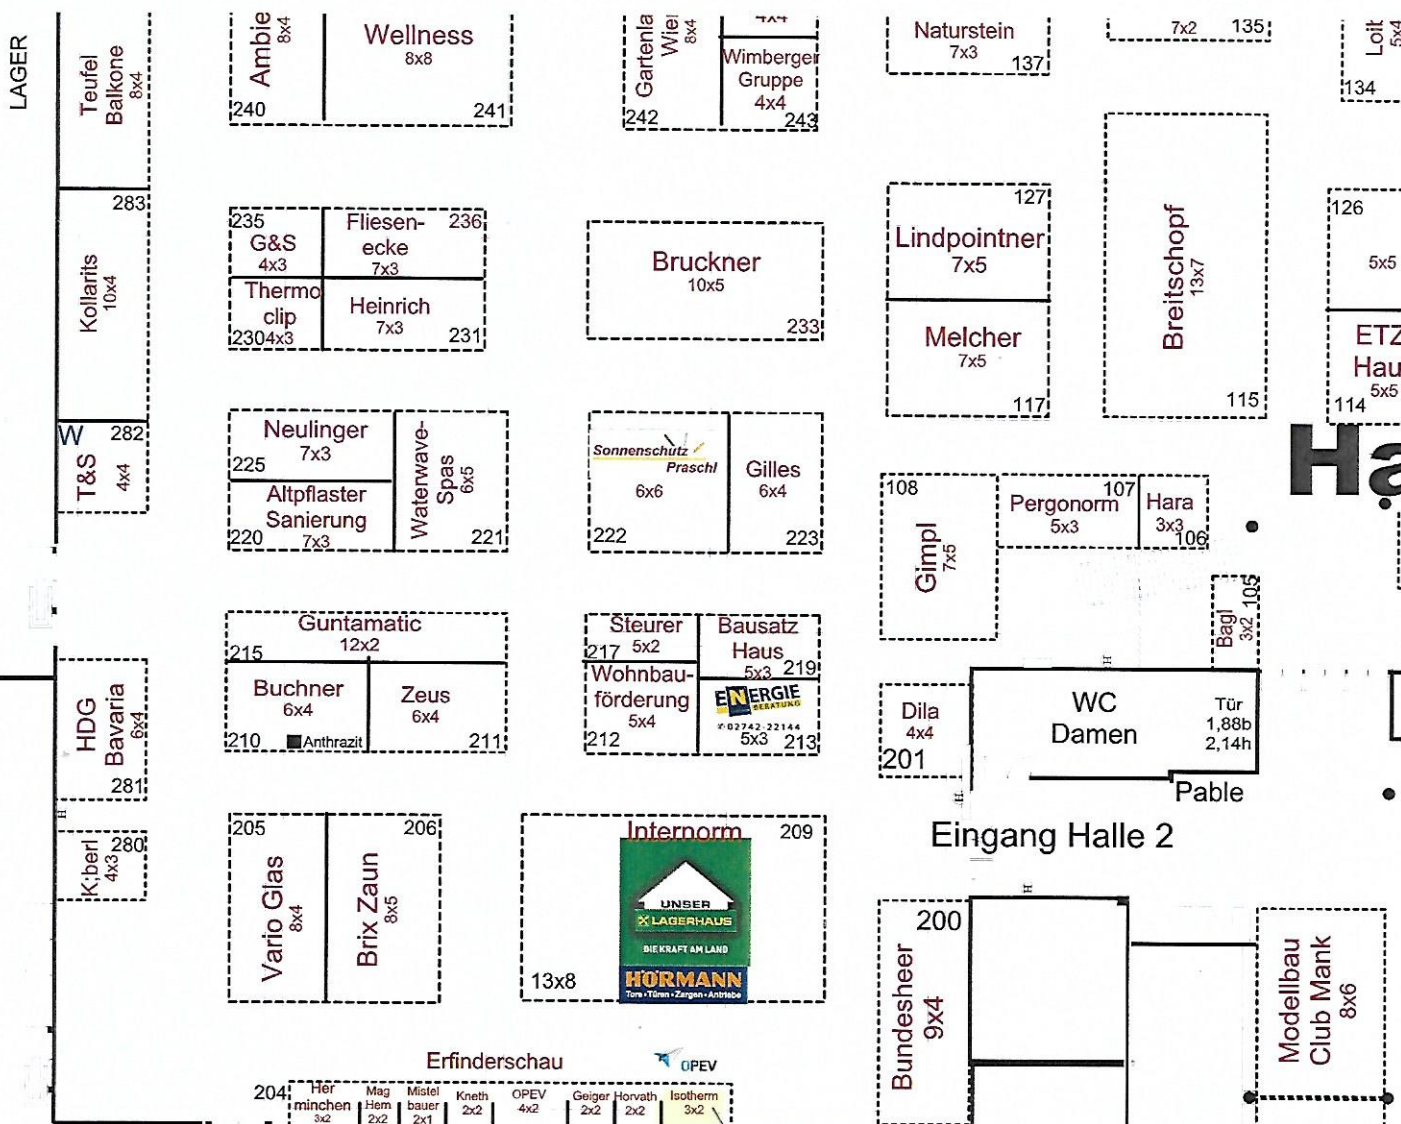 LAGER
Teufel
Balkone
8x4
Ambie
8x4
240
Wellness
8x8
241
Gartenla
Wie
8x4
242
4x4
Wimberger
Gruppe
4x4
243
Naturstein
7x3
137
7x2 135
Loit
5x4
134
283
Kollarits
10x4
235
G&S
4x3
Fliesen-
ecke
7x3
236
Thermo
clip
2304x3
Heinrich
7x3
231
Bruckner
10x5
233
127
Lindpointner
7x5
Melcher
7x5
117
Breitschopf
13x7
115
126
5x5
ETZ
Hau
5x5
114
W 282
T&S
4x4
Neulinger
7x3
225
Altpflaster
Sanierung
7x3
220
Waterwave-
Spas
6x5
221
Sonnenschutz
Praschl
6x6
222
Gilles
6x4
223
Ha
108
Gimpl
7x5
107
Pergonorm
5x3
Hara
3x3
106
105
Bagl
3x2
HDG
Bavaria
6x4
281
Guntamatic
12x2
215
Buchner
6x4
210
Anthrazit
Zeus
6x4
211
Steurer
5x2
217
Bausatz
Haus
5x3 219
Wohnbau-
förderung
5x4
212
ENERGIE
BERATUNG
02742-22144
5x3 213
Dila
4x4
201
H
WC
Damen
Tür
1,88b
2,14h
Pable
H
Eingang Halle 2
H
280
K;berl
4x3
205
Vario Glas
8x4
206
Brix Zaun
8x5
Internorm
209
UNSER
LAGERHAUS
DIE KRAFT AM LAND
HÖRMANN
Tore • Türen • Zargen • Antriebe
13x8
H
200
Bundesheer
9x4
Modellbau
Club Mank
8x6
Erfinderschau
OPEV
204
Her
minchen
3x2
Mag
Hem
2x2
Mistel
bauer
2x1
Kneth
2x2
OPEV
4x2
Geiger
2x2
Horvath
2x2
Isotherm
3x2